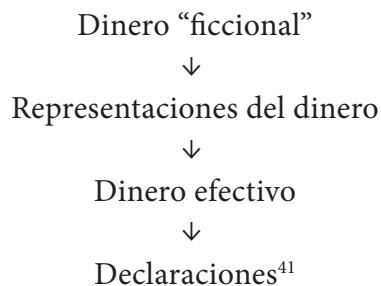 Dinero “ficcional”
↓
Representaciones del dinero
↓
Dinero efectivo
↓
Declaraciones⁴¹